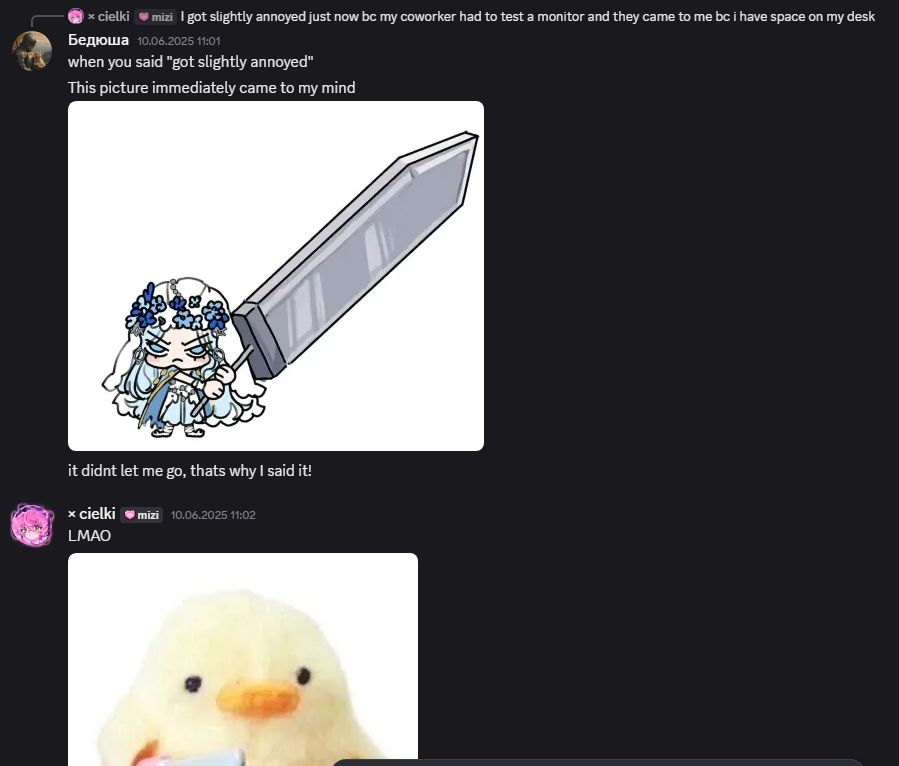 × cielki mizi I got slightly annoyed just now bc my coworker had to test a monitor and they came to me bc i have space on my desk
Бедюша 10.06.2025 11:01
when you said "got slightly annoyed"
This picture immediately came to my mind
it didnt let me go, thats why I said it!
× cielki mizi 10.06.2025 11:02
LMAO